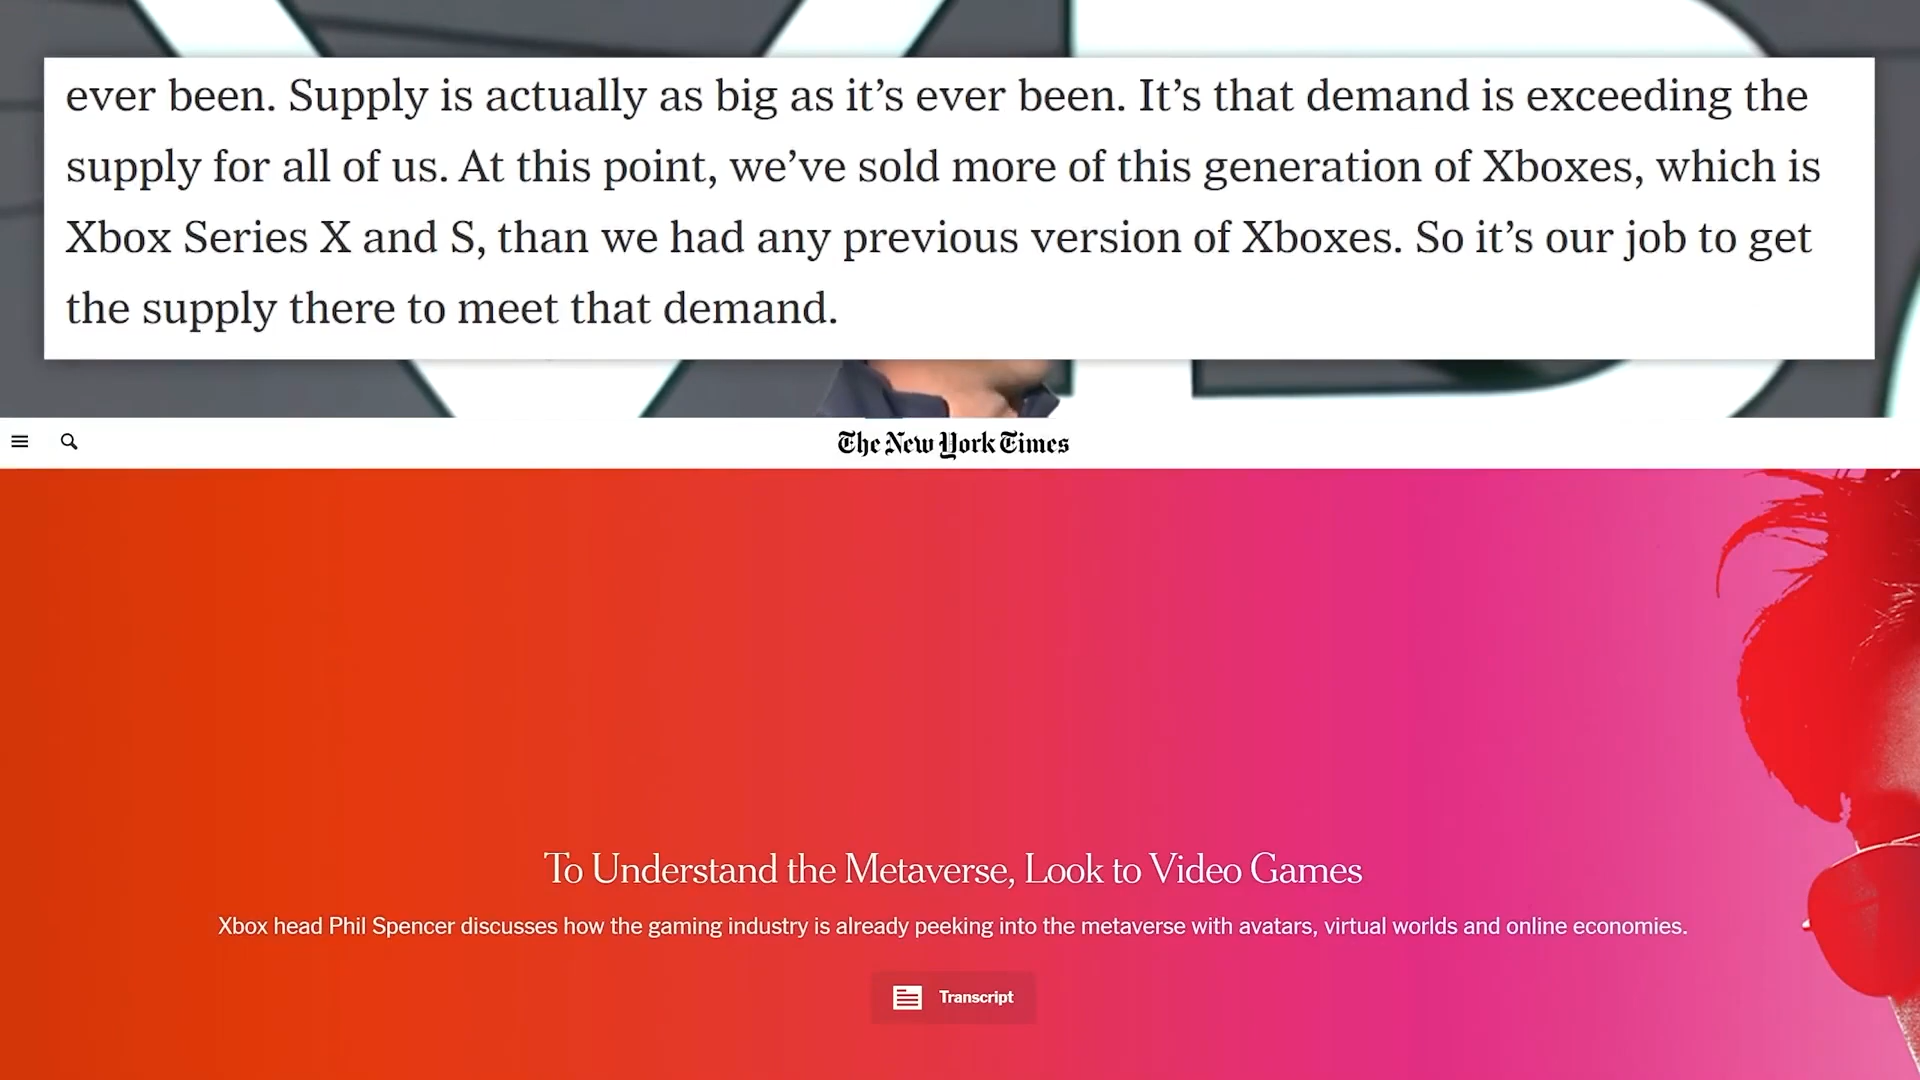 ever been. Supply is actually as big as it’s ever been. It’s that demand is exceeding the
supply for all of us. At this point, we’ve sold more of this generation of Xboxes, which is
Xbox Series X and S, than we had any previous version of Xboxes. So it’s our job to get
the supply there to meet that demand.
The New York Times
To Understand the Metaverse, Look to Video Games
Xbox head Phil Spencer discusses how the gaming industry is already peeking into the metaverse with avatars, virtual worlds and online economies.
Transcript